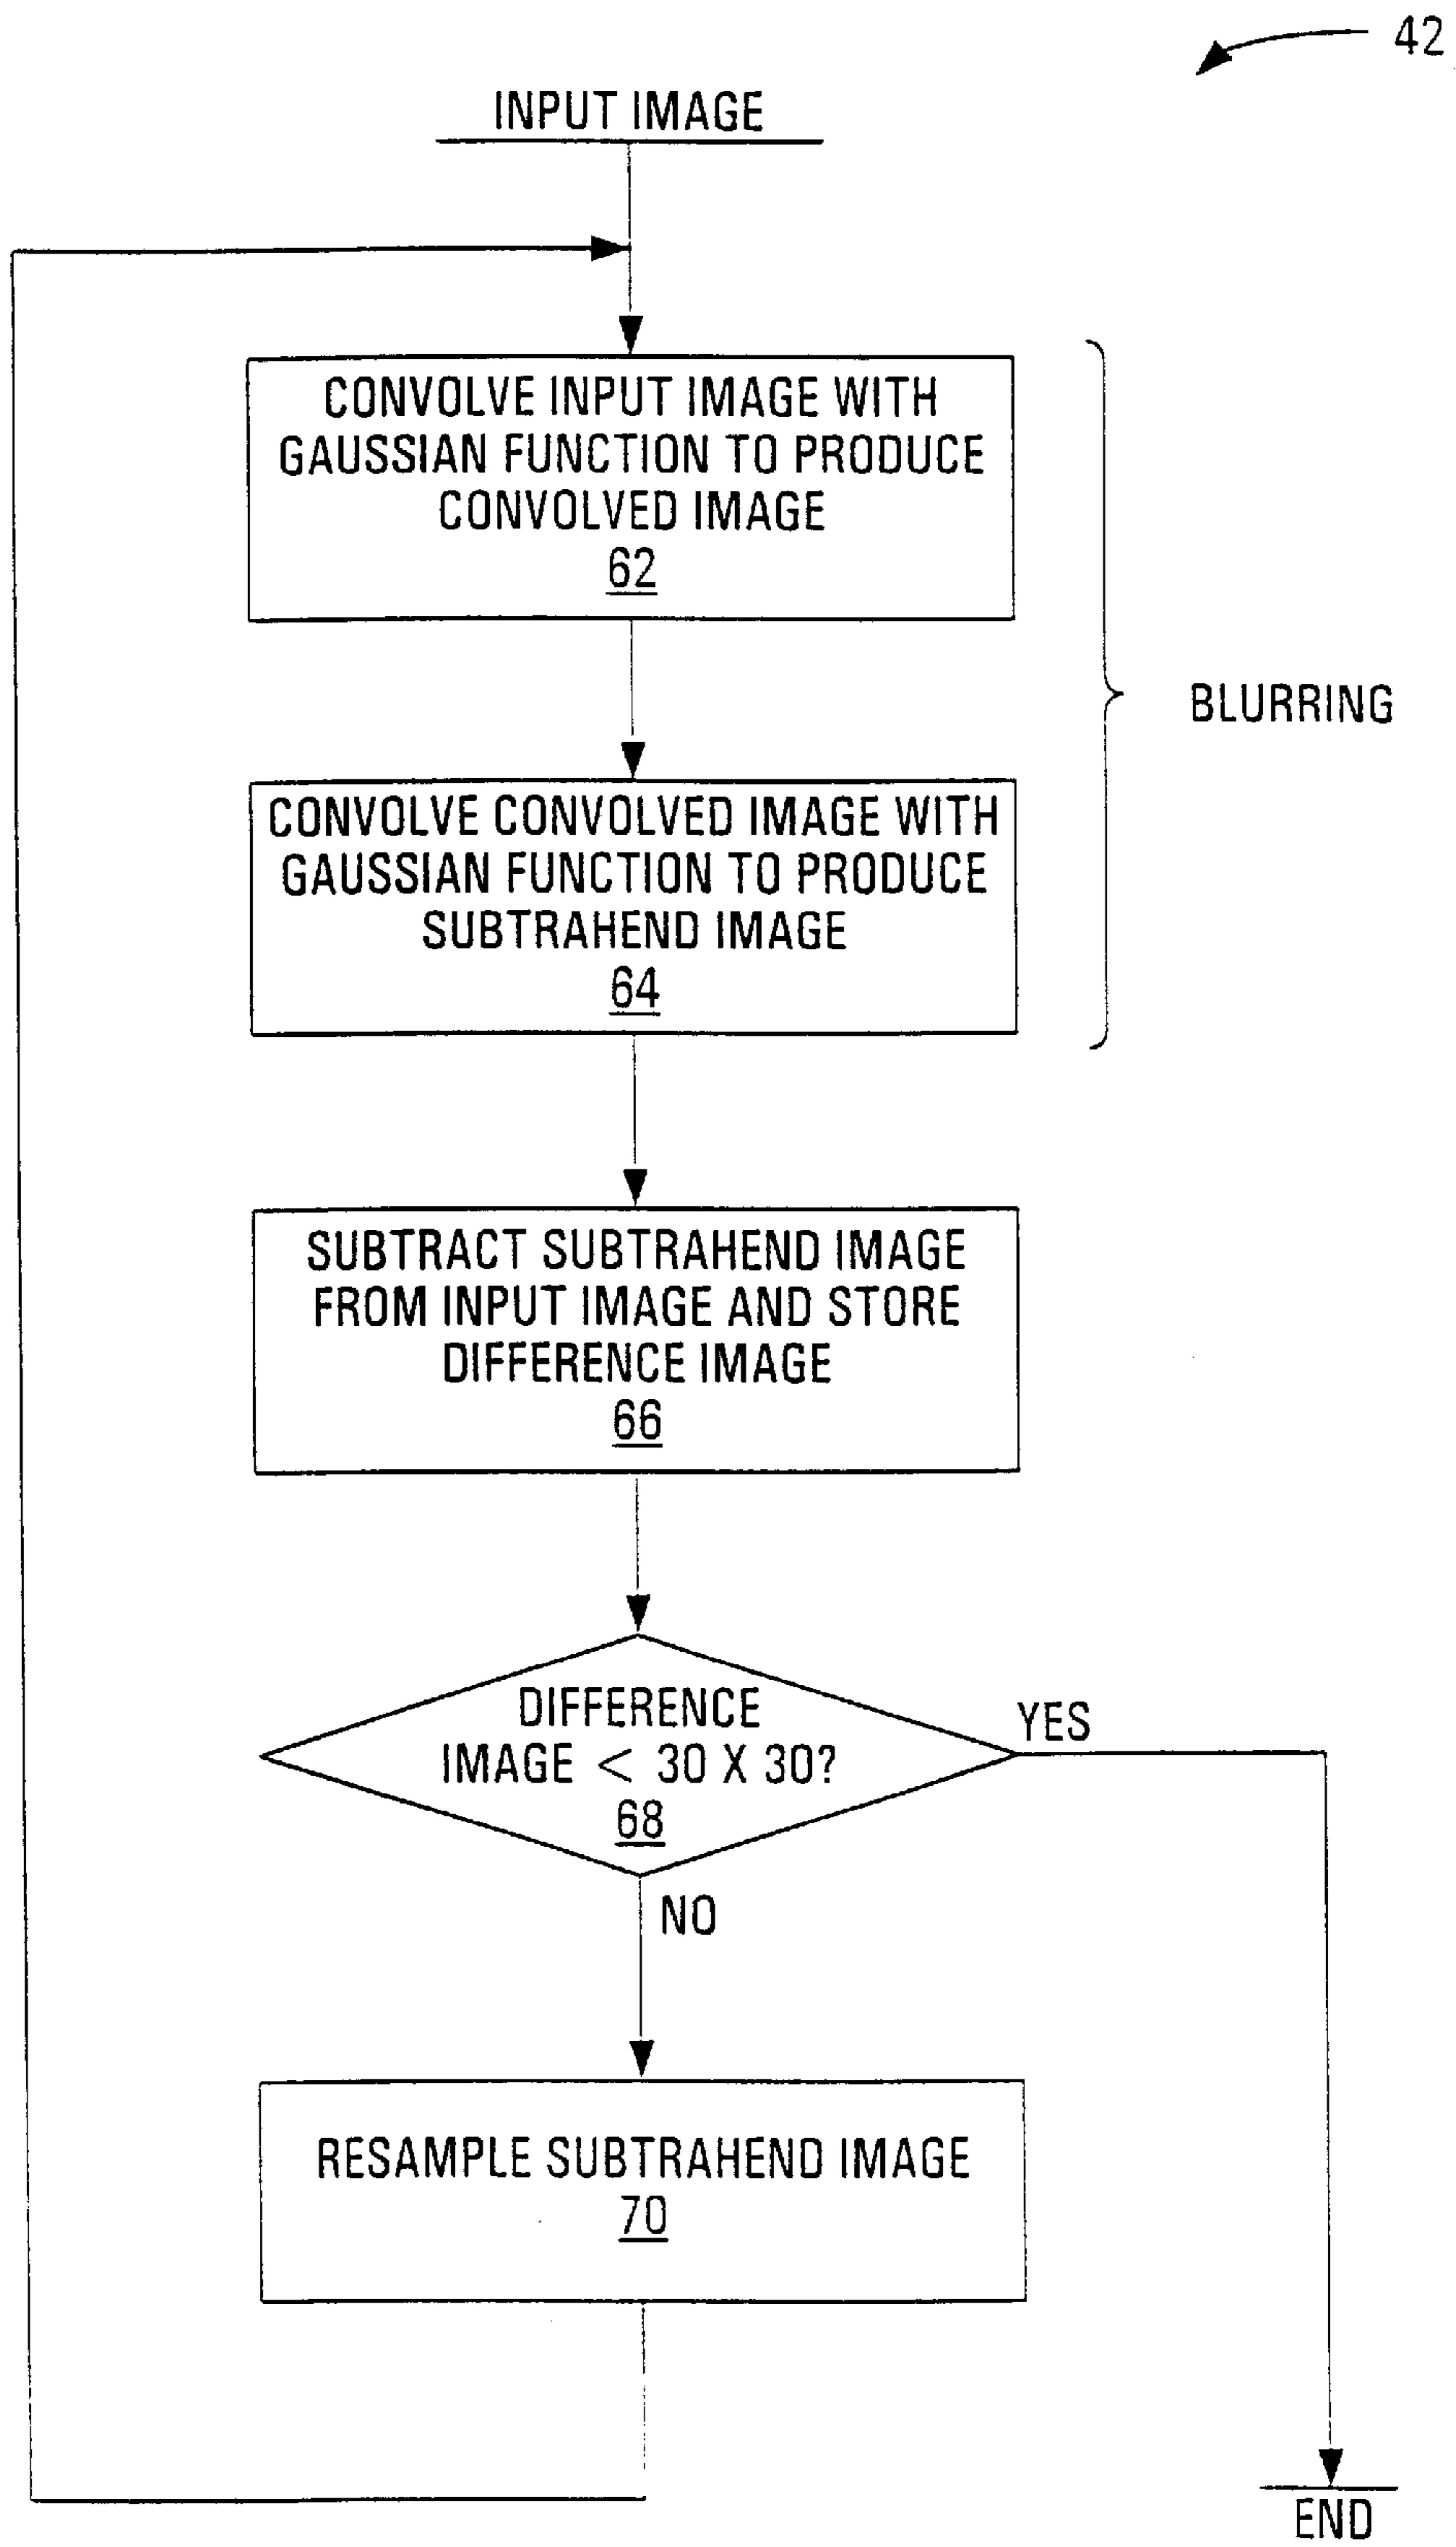 42
INPUT IMAGE
CONVOLVE INPUT IMAGE WITH
GAUSSIAN FUNCTION TO PRODUCE
CONVOLVED IMAGE
62
BLURRING
CONVOLVE CONVOLVED IMAGE WITH
GAUSSIAN FUNCTION TO PRODUCE
SUBTRAHEND IMAGE
64
SUBTRACT SUBTRAHEND IMAGE
FROM INPUT IMAGE AND STORE
DIFFERENCE IMAGE
66
DIFFERENCE
IMAGE < 30 X 30?
68
YES
NO
RESAMPLE SUBTRAHEND IMAGE
70
END